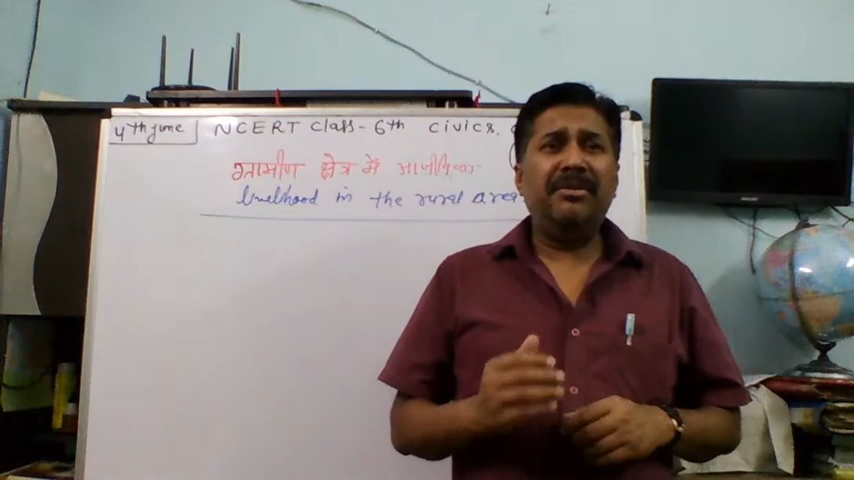 4th june NCERT Class-6th Civics,
ग्रामीण क्षेत्र में आजीविका-
livelihood in the rural area